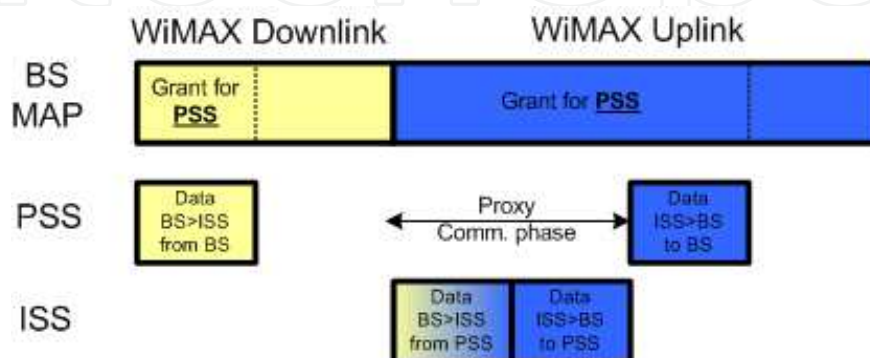 WiMAX Downlink WiMAX Uplink
BS
MAP
Grant for
PSS
Grant for PSS
PSS
Data
BS>ISS
from BS
Proxy
Comm. phase
Data
ISS>BS
to BS
ISS
Data
BS>ISS
from PSS
Data
ISS>BS
to PSS